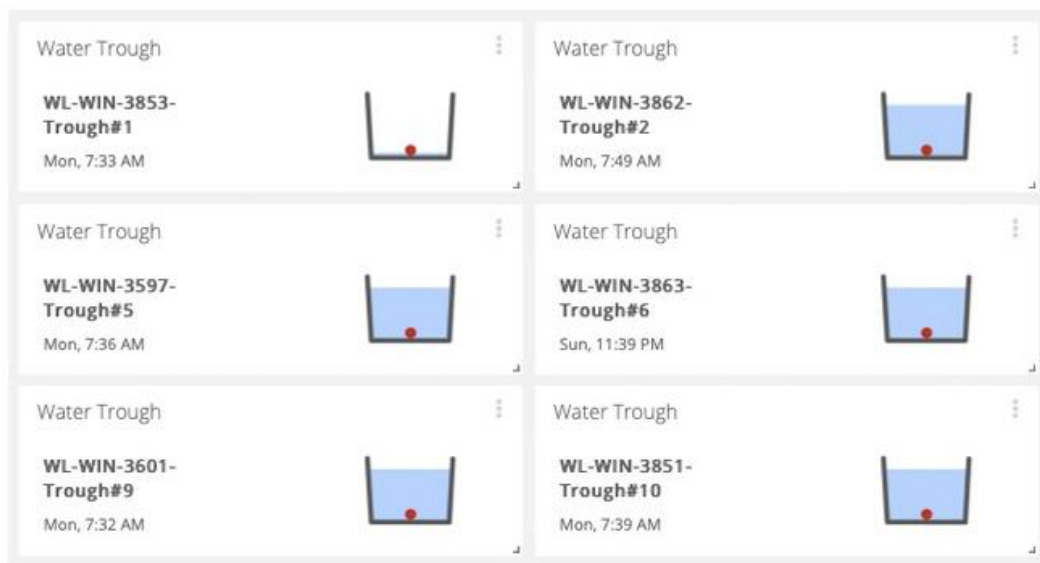 Water Trough
WL-WIN-3853-
Trough#1
Mon, 7:33 AM
Water Trough
WL-WIN-3862-
Trough#2
Mon, 7:49 AM
Water Trough
WL-WIN-3597-
Trough#5
Mon, 7:36 AM
Water Trough
WL-WIN-3863-
Trough#6
Sun, 11:39 PM
Water Trough
WL-WIN-3601-
Trough#9
Mon, 7:32 AM
Water Trough
WL-WIN-3851-
Trough#10
Mon, 7:39 AM